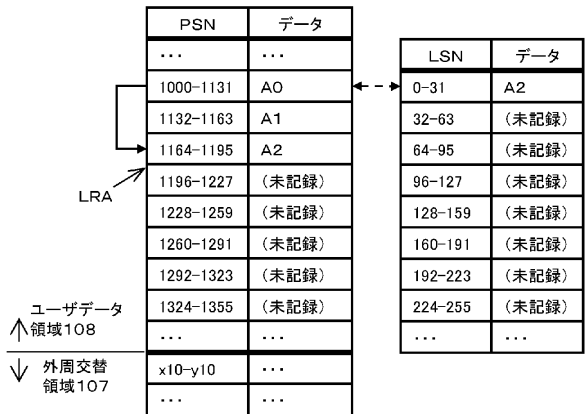 PSN データ
... ...
1000-1131 A0
1132-1163 A1
1164-1195 A2
1196-1227 (未記録)
1228-1259 (未記録)
1260-1291 (未記録)
1292-1323 (未記録)
1324-1355 (未記録)
... ...
x10-y10 ...
... ...
LRA
ユーザデータ
領域108
外周交替
領域107
LSN データ
0-31 A2
32-63 (未記録)
64-95 (未記録)
96-127 (未記録)
128-159 (未記録)
160-191 (未記録)
192-223 (未記録)
224-255 (未記録)
... ...